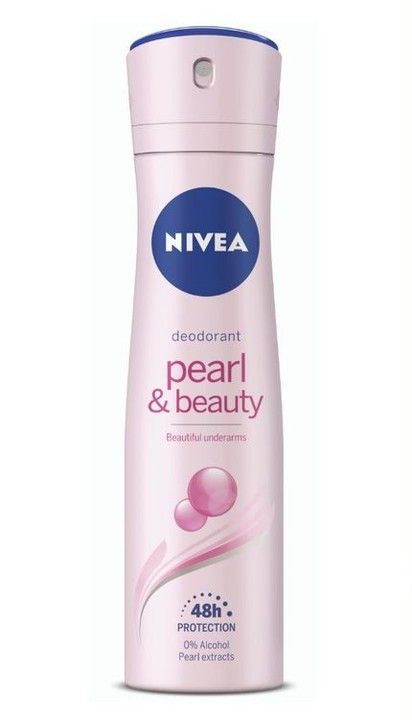 NIVEA
deodorant
pearl
& beauty
Beautiful underarms
48h
PROTECTION
0% Alcohol
Pearl extracts